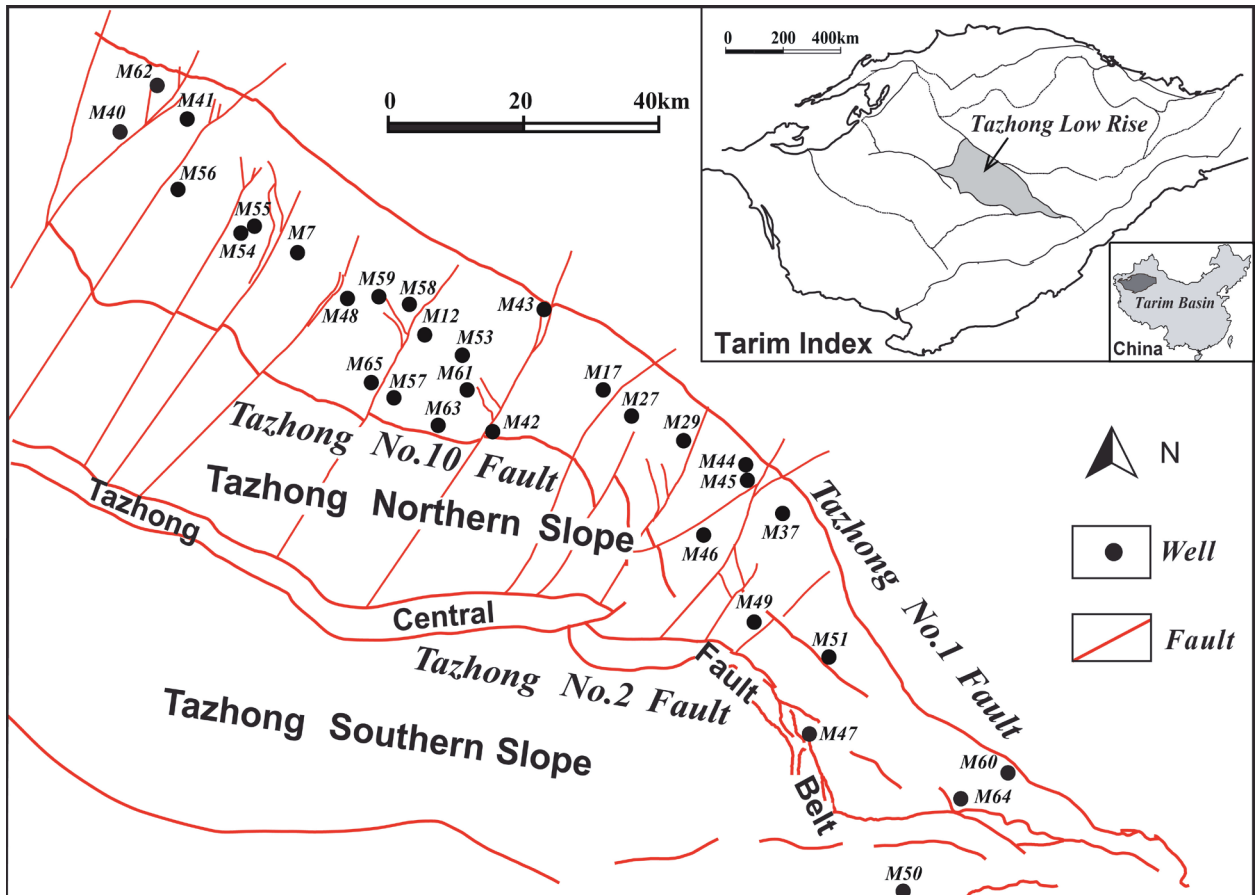 0 200 400km
Tazhong Low Rise
Tarim Index
Tarim Basin
China
0 20 40km
M62
M40
M41
M56
M55
M54
M7
M59
M58
M48
M12
M43
M53
M65
M57
M61
M63
M42
M17
M27
M29
M44
M45
M37
M46
M49
M51
M47
M60
M64
M50
Tazhong No.10 Fault
Tazhong Northern Slope
Tazhong Central Fault Belt
Tazhong No.2 Fault
Tazhong No.1 Fault
Tazhong Southern Slope
N
Well
Fault